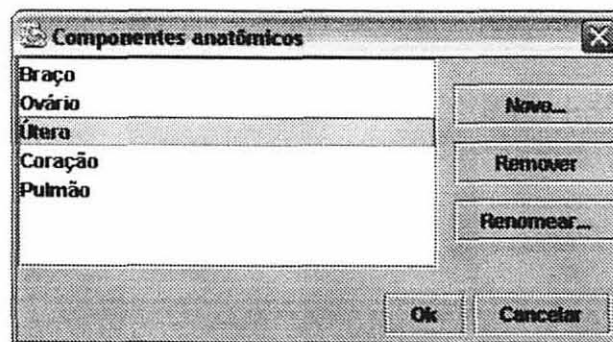 Componentes anatômicos
Braço
Ovário
Útero
Coração
Pulmão
Novo...
Remover
Renomear...
Ok
Cancelar